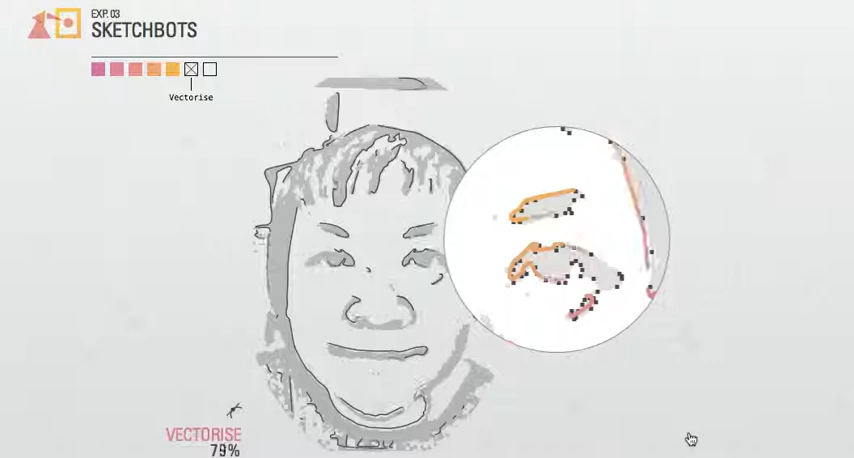 EXP. 03
SKETCHBOTS
Vectorise
VECTORISE
79%